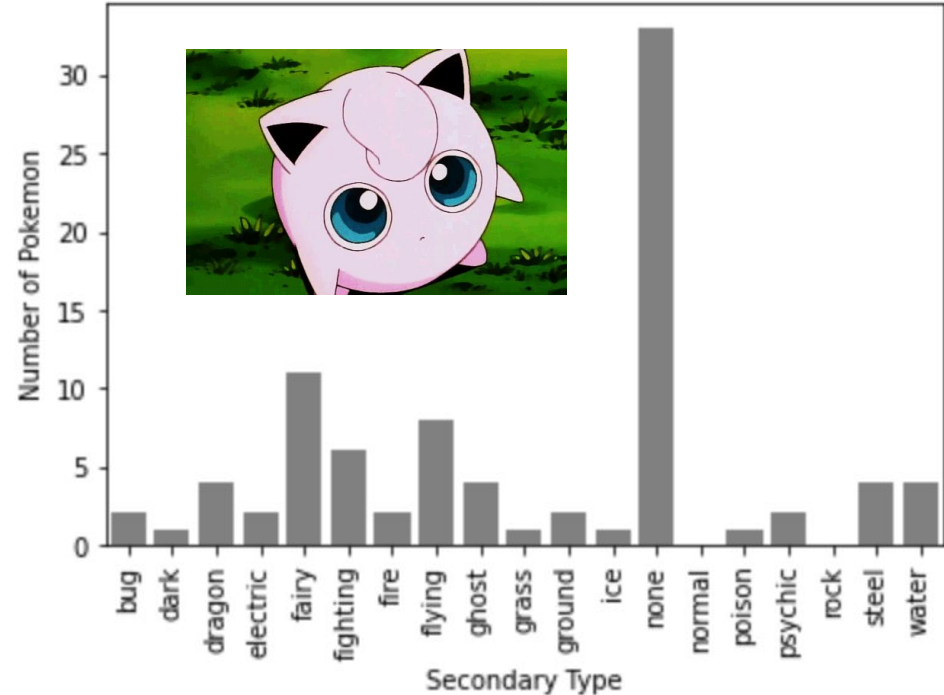 Number of Pokemon
30
25
20
15
10
5
0
bug
dark
dragon
electric
fairy
fighting
fire
flying
ghost
grass
ground
ice
none
normal
poison
psychic
rock
steel
water
Secondary Type